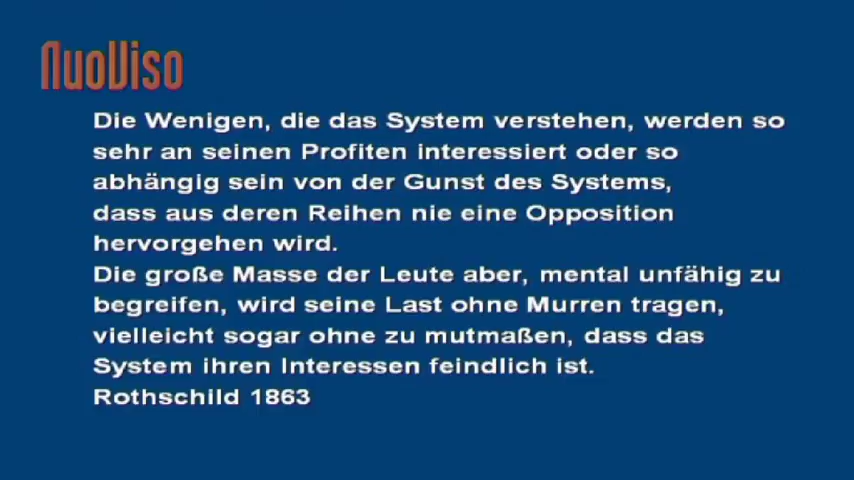 NuoViso
Die Wenigen, die das System verstehen, werden so
sehr an seinen Profiten interessiert oder so
abhängig sein von der Gunst des Systems,
dass aus deren Reihen nie eine Opposition
hervorgehen wird.
Die große Masse der Leute aber, mental unfähig zu
begreifen, wird seine Last ohne Murren tragen,
vielleicht sogar ohne zu mutmaßen, dass das
System ihren Interessen feindlich ist.
Rothschild 1863